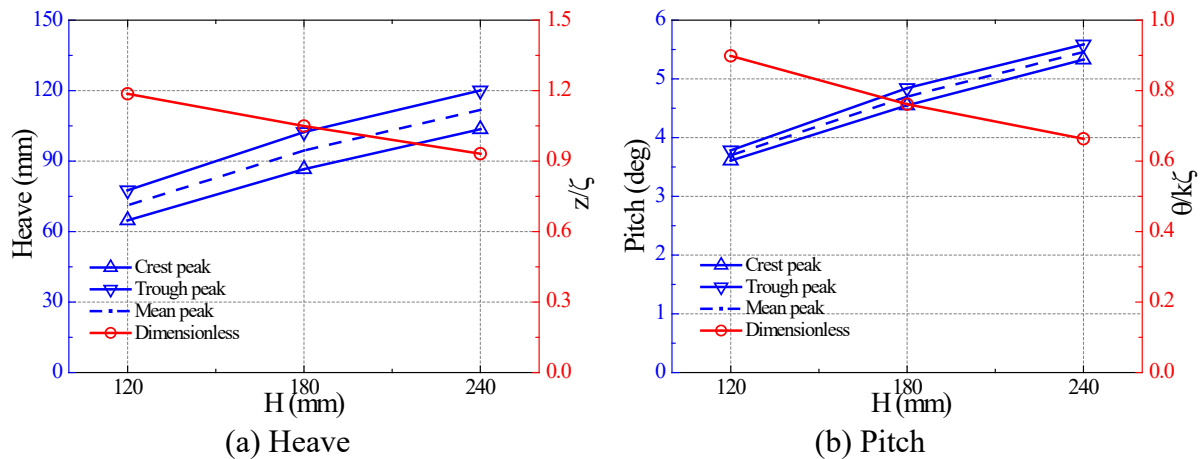 150
120
90
60
30
0
Heave (mm)
1.5
1.2
0.9
0.6
0.3
0.0
z/ζ
Crest peak
Trough peak
Mean peak
Dimensionless
120 180 240
H (mm)
(a) Heave
6
5
4
3
2
1
0
Pitch (deg)
1.0
0.8
0.6
0.4
0.2
0.0
θ/kζ
Crest peak
Trough peak
Mean peak
Dimensionless
120 180 240
H (mm)
(b) Pitch